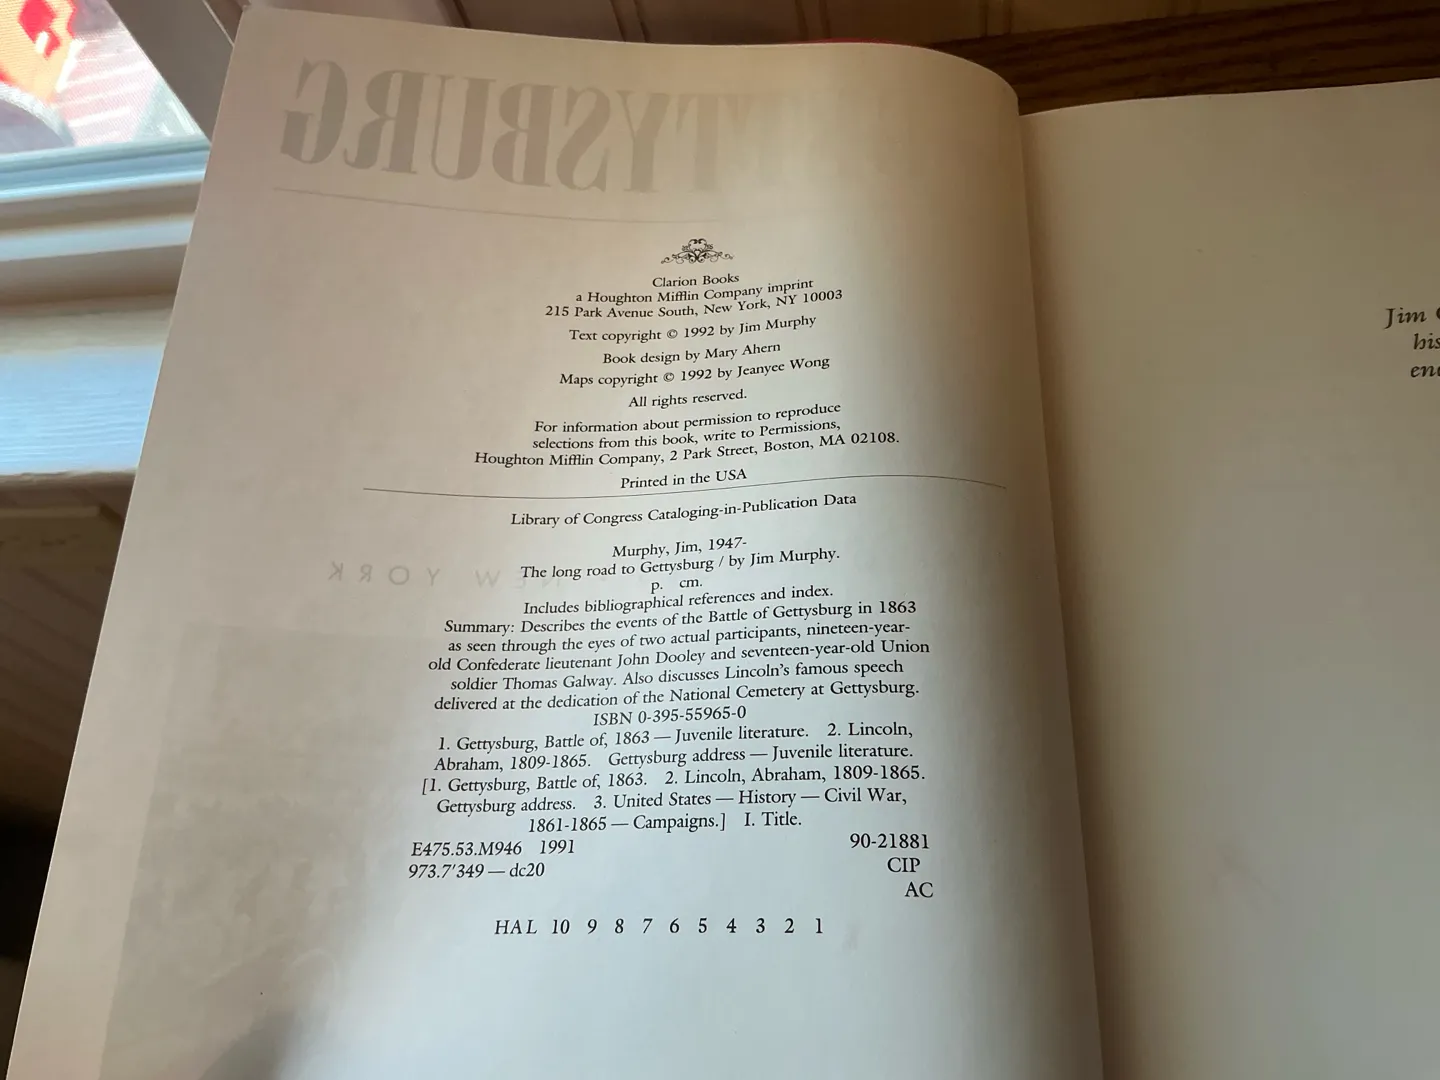 GETTYSBURG
Clarion Books
a Houghton Mifflin Company imprint
215 Park Avenue South, New York, NY 10003
Text copyright © 1992 by Jim Murphy
Book design by Mary Ahern
Maps copyright © 1992 by Jeanyee Wong
All rights reserved.
For information about permission to reproduce
selections from this book, write to Permissions,
Houghton Mifflin Company, 2 Park Street, Boston, MA 02108.
Printed in the USA
Library of Congress Cataloging-in-Publication Data
Murphy, Jim, 1947-
The long road to Gettysburg / by Jim Murphy.
p. cm.
NEW YORK
Includes bibliographical references and index.
Summary: Describes the events of the Battle of Gettysburg in 1863
as seen through the eyes of two actual participants, nineteen-year-
old Confederate lieutenant John Dooley and seventeen-year-old Union
soldier Thomas Galway. Also discusses Lincoln's famous speech
delivered at the dedication of the National Cemetery at Gettysburg.
ISBN 0-395-55965-0
1. Gettysburg, Battle of, 1863 — Juvenile literature. 2. Lincoln,
Abraham, 1809-1865. Gettysburg address — Juvenile literature.
[1. Gettysburg, Battle of, 1863. 2. Lincoln, Abraham, 1809-1865.
Gettysburg address. 3. United States — History — Civil War,
1861-1865 — Campaigns.] I. Title.
E475.53.M946 1991 90-21881
973.7'349 — dc20 CIP
AC
HAL 10 9 8 7 6 5 4 3 2 1
Jim
his